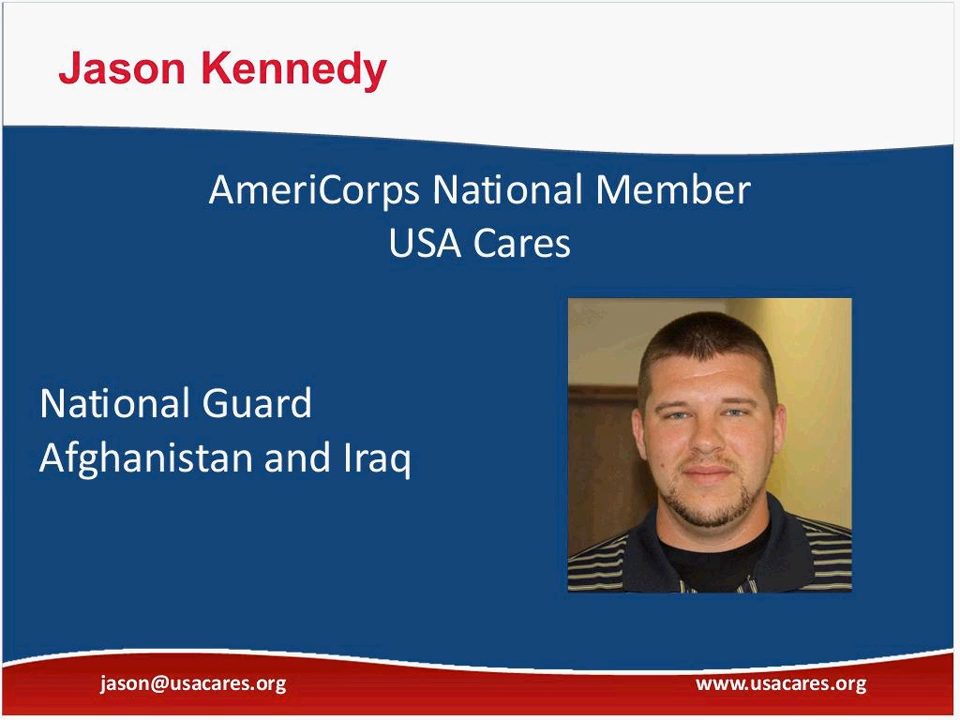 Jason Kennedy
AmeriCorps National Member
USA Cares
National Guard
Afghanistan and Iraq
jason@usacares.org
www.usacares.org